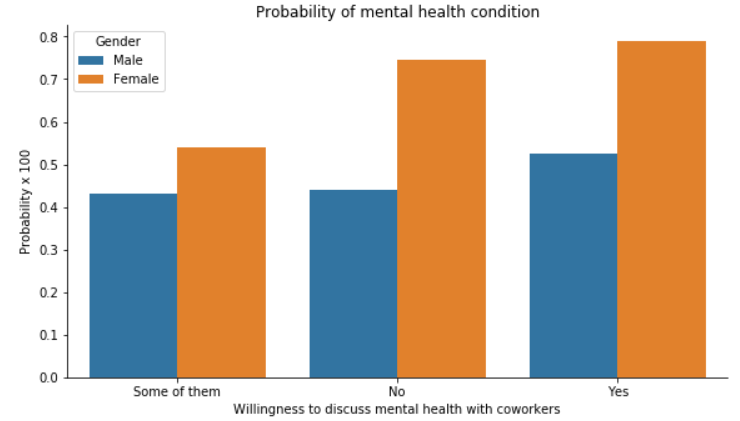 Probability of mental health condition
Gender
Male
Female
Probability x 100
0.8
0.7
0.6
0.5
0.4
0.3
0.2
0.1
0.0
Some of them No Yes
Willingness to discuss mental health with coworkers